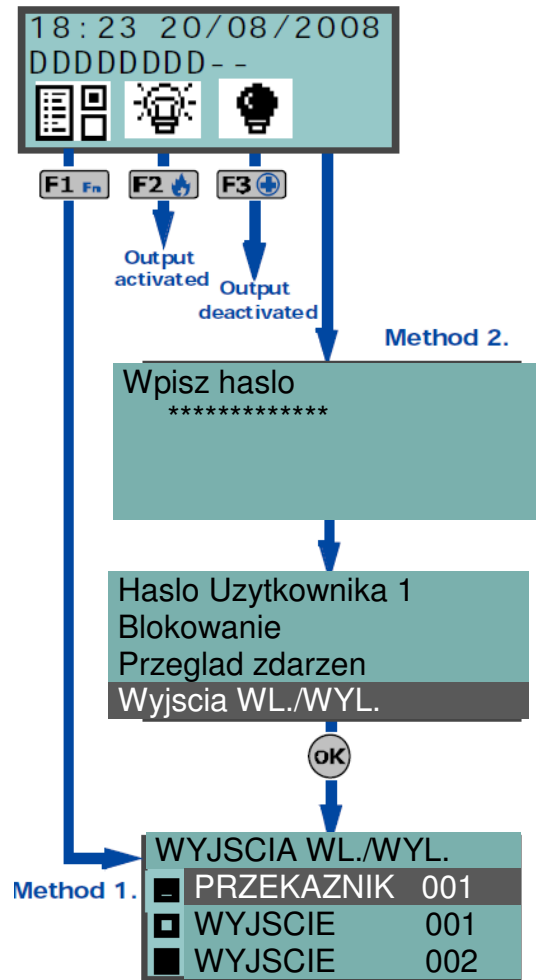 18:23 20/08/2008
DDDDDDDD--
F1 Fn F2 F3
Output
activated
Output
deactivated
Method 2.
Wpisz haslo
*************
Haslo Uzytkownika 1
Blokowanie
Przeglad zdarzen
Wyjscia WL./WYL.
OK
WYJSCIA WL./WYL.
Method 1.
PRZEKAZNIK 001
WYJSCIE 001
WYJSCIE 002